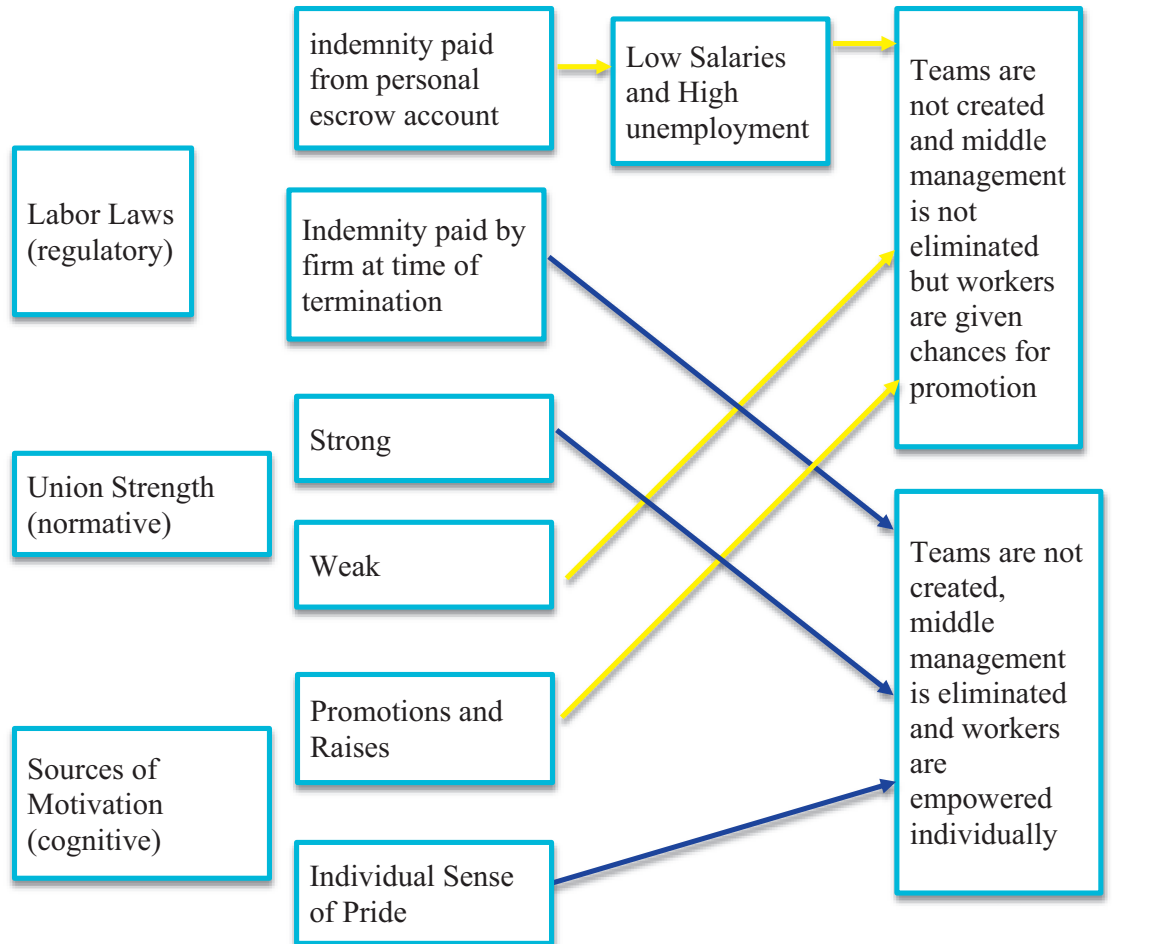 indemnity paid
from personal
escrow account
Low Salaries
and High
unemployment
Teams are
not created
and middle
management
is not
eliminated
but workers
are given
chances for
promotion
Labor Laws
(regulatory)
Indemnity paid by
firm at time of
termination
Strong
Union Strength
(normative)
Weak
Teams are not
created,
middle
management
is eliminated
and workers
are
empowered
individually
Promotions and
Raises
Sources of
Motivation
(cognitive)
Individual Sense
of Pride